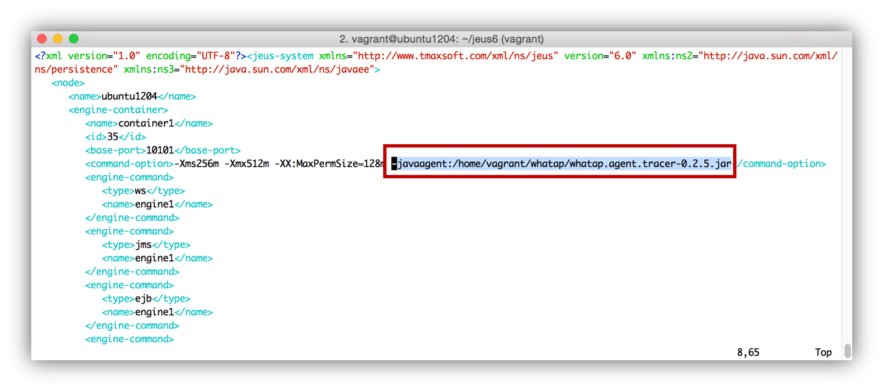 2. vagrant@ubuntu1204: ~/jeus6 (vagrant)
<?xml version="1.0" encoding="UTF-8"?><jeus-system xmlns="http://www.tmaxsoft.com/xml/ns/jeus" version="6.0" xmlns:ns2="http://java.sun.com/xml/
ns/persistence" xmlns:ns3="http://java.sun.com/xml/ns/javaee">
<node>
<name>ubuntu1204</name>
<engine-container>
<name>container1</name>
<id>35</id>
<base-port>10101</base-port>
<command-option>-Xms256m -Xmx512m -XX:MaxPermSize=128m -javaagent:/home/vagrant/whatap/whatap.agent.tracer-0.2.5.jar</command-option>
<engine-command>
<type>ws</type>
<name>engine1</name>
</engine-command>
<engine-command>
<type>jms</type>
<name>engine1</name>
</engine-command>
<engine-command>
<type>ejb</type>
<name>engine1</name>
</engine-command>
<engine-command>
8,65 Top